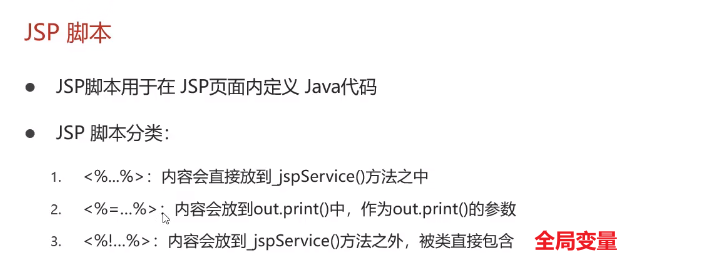 JSP 脚本
● JSP脚本用于在 JSP页面内定义 Java代码
● JSP 脚本分类：
1. <%...%>：内容会直接放到_jspService()方法之中
2. <%=…%>：内容会放到out.print()中，作为out.print()的参数
3. <%!…%>：内容会放到_jspService()方法之外，被类直接包含 全局变量